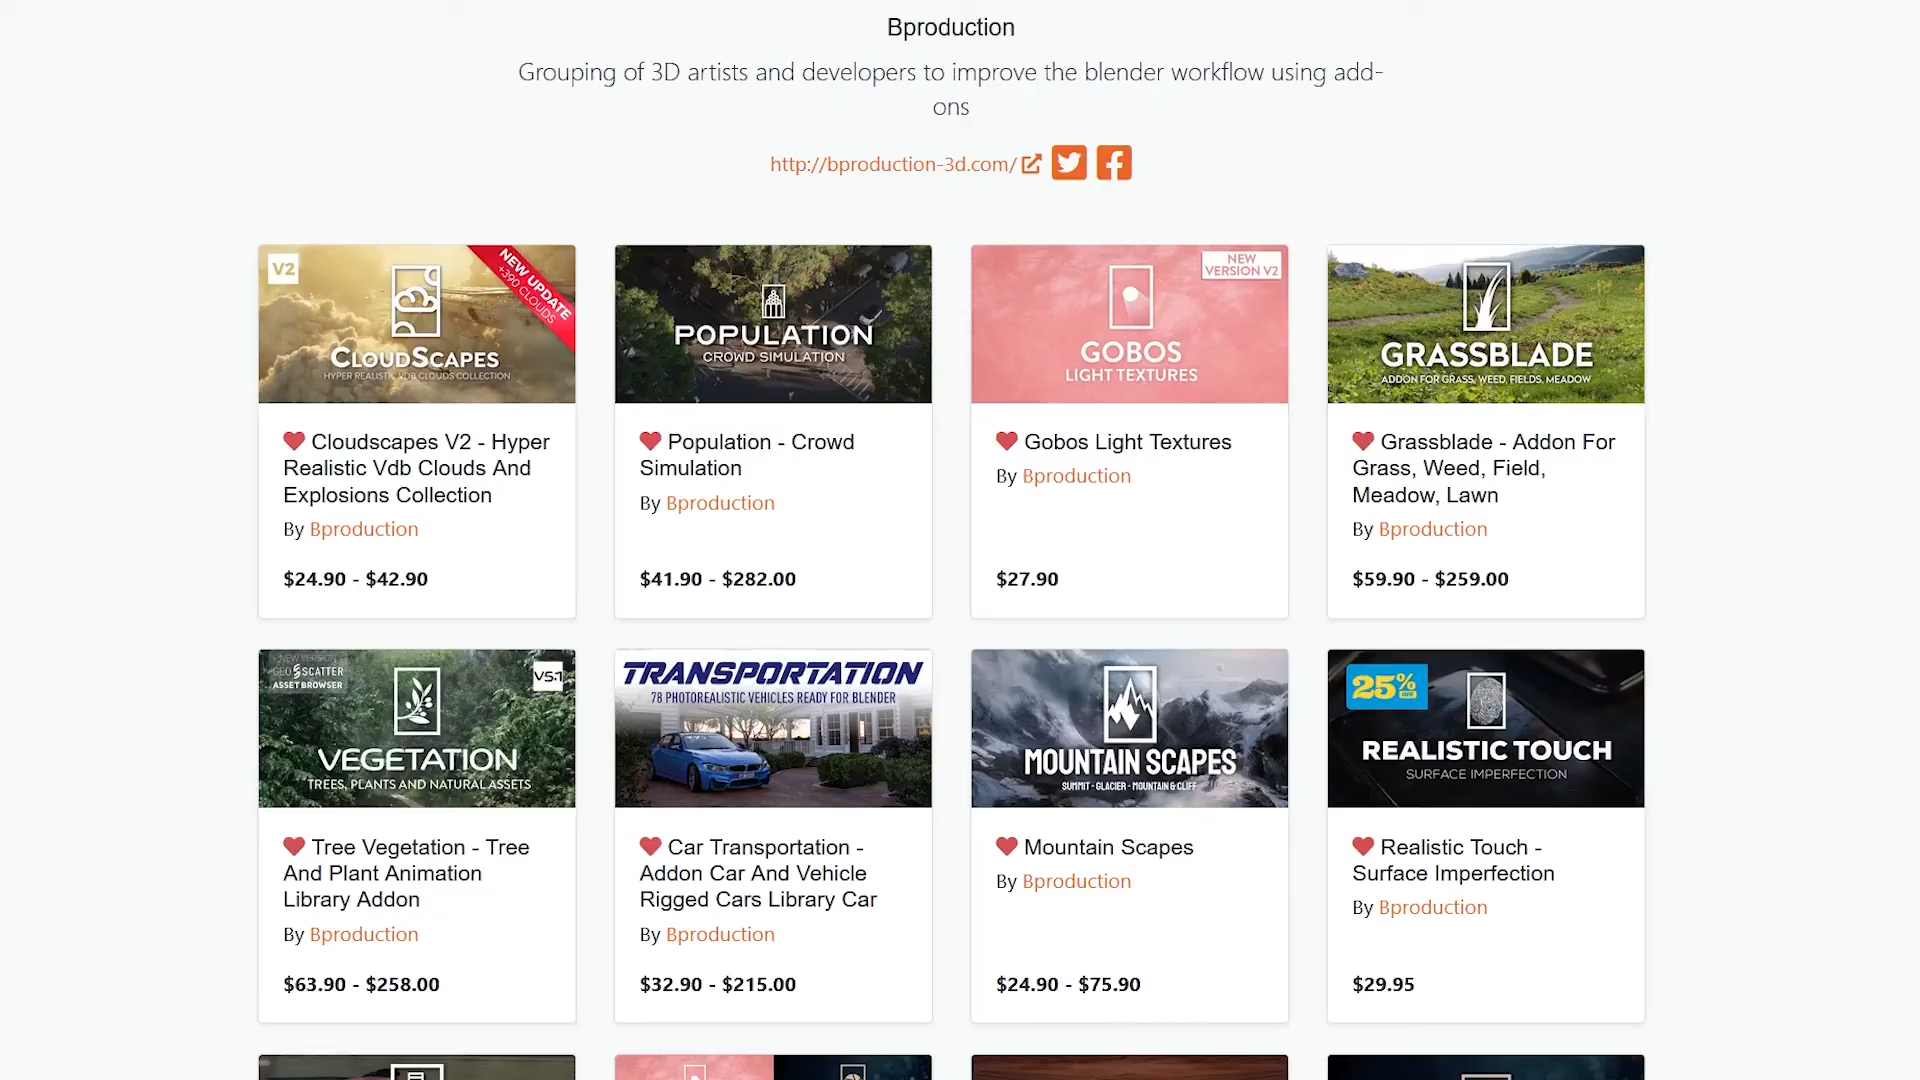 Bproduction
Grouping of 3D artists and developers to improve the blender workflow using add-
ons
http://bproduction-3d.com/
V2
NEW UPDATE
+390 CLOUDS
CLOUDSCAPES
HYPER REALISTIC VDB CLOUDS COLLECTION
POPULATION
CROWD SIMULATION
NEW
VERSION V2
GOBOS
LIGHT TEXTURES
GRASSBLADE
ADDON FOR GRASS, WEED, FIELDS, MEADOW
Cloudscapes V2 - Hyper
Realistic Vdb Clouds And
Explosions Collection
By Bproduction
$24.90 - $42.90
Population - Crowd
Simulation
By Bproduction
$41.90 - $282.00
Gobos Light Textures
By Bproduction
$27.90
Grassblade - Addon For
Grass, Weed, Field,
Meadow, Lawn
By Bproduction
$59.90 - $259.00
NEW VERSION
GEO SCATTER
ASSET BROWSER
V5.1
VEGETATION
TREES, PLANTS AND NATURAL ASSETS
TRANSPORTATION
78 PHOTOREALISTIC VEHICLES READY FOR BLENDER
MOUNTAIN SCAPES
SUMMIT - GLACIER - MOUNTAIN & CLIFF
25% OFF
REALISTIC TOUCH
SURFACE IMPERFECTION
Tree Vegetation - Tree
And Plant Animation
Library Addon
By Bproduction
$63.90 - $258.00
Car Transportation -
Addon Car And Vehicle
Rigged Cars Library Car
By Bproduction
$32.90 - $215.00
Mountain Scapes
By Bproduction
$24.90 - $75.90
Realistic Touch -
Surface Imperfection
By Bproduction
$29.95